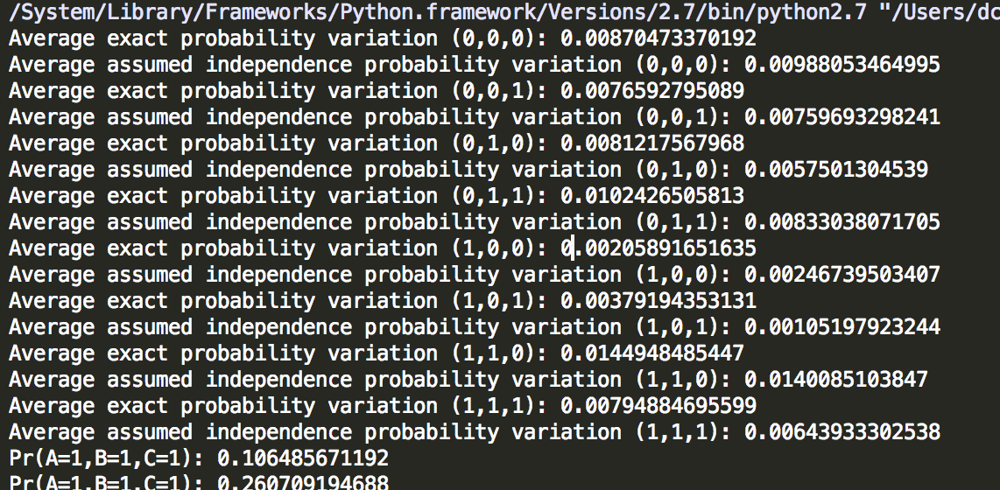 /System/Library/Frameworks/Python.framework/Versions/2.7/bin/python2.7 "/Users/dc
Average exact probability variation (0,0,0): 0.00870473370192
Average assumed independence probability variation (0,0,0): 0.00988053464995
Average exact probability variation (0,0,1): 0.0076592795089
Average assumed independence probability variation (0,0,1): 0.00759693298241
Average exact probability variation (0,1,0): 0.0081217567968
Average assumed independence probability variation (0,1,0): 0.0057501304539
Average exact probability variation (0,1,1): 0.0102426505813
Average assumed independence probability variation (0,1,1): 0.00833038071705
Average exact probability variation (1,0,0): 0.00205891651635
Average assumed independence probability variation (1,0,0): 0.00246739503407
Average exact probability variation (1,0,1): 0.00379194353131
Average assumed independence probability variation (1,0,1): 0.00105197923244
Average exact probability variation (1,1,0): 0.0144948485447
Average assumed independence probability variation (1,1,0): 0.0140085103847
Average exact probability variation (1,1,1): 0.00794884695599
Average assumed independence probability variation (1,1,1): 0.00643933302538
Pr(A=1,B=1,C=1): 0.106485671192
Pr(A=1,B=1,C=1): 0.260709194688